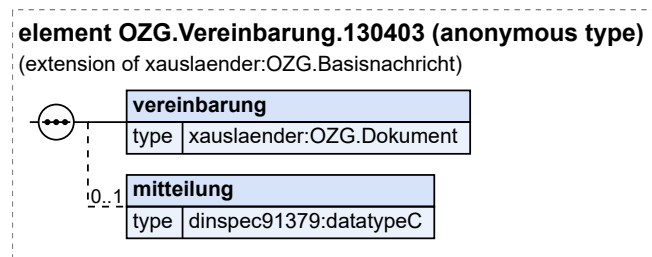 element OZG.Vereinbarung.130403 (anonymous type)
(extension of xauslaender:OZG.Basisnachricht)
vereinbarung
type xauslaender:OZG.Dokument
0..1
mitteilung
type dinspec91379:datatypeC